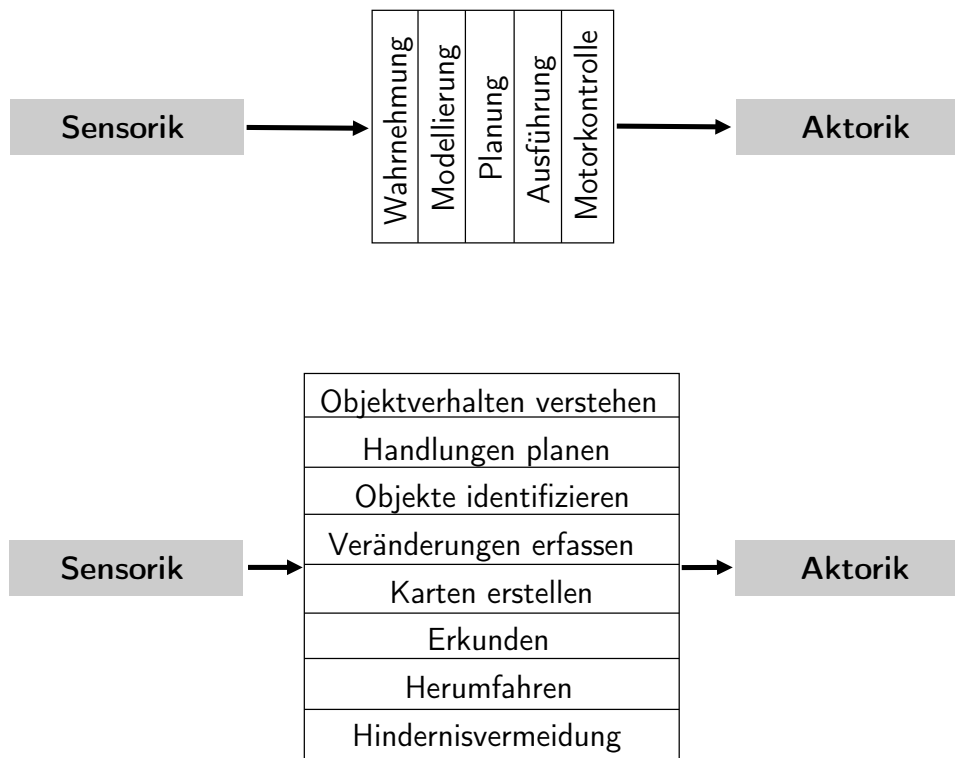 Sensorik
Wahrnehmung
Modellierung
Planung
Ausführung
Motorkontrolle
Aktorik
Objektverhalten verstehen
Handlungen planen
Objekte identifizieren
Veränderungen erfassen
Sensorik
Aktorik
Karten erstellen
Erkunden
Herumfahren
Hindernisvermeidung